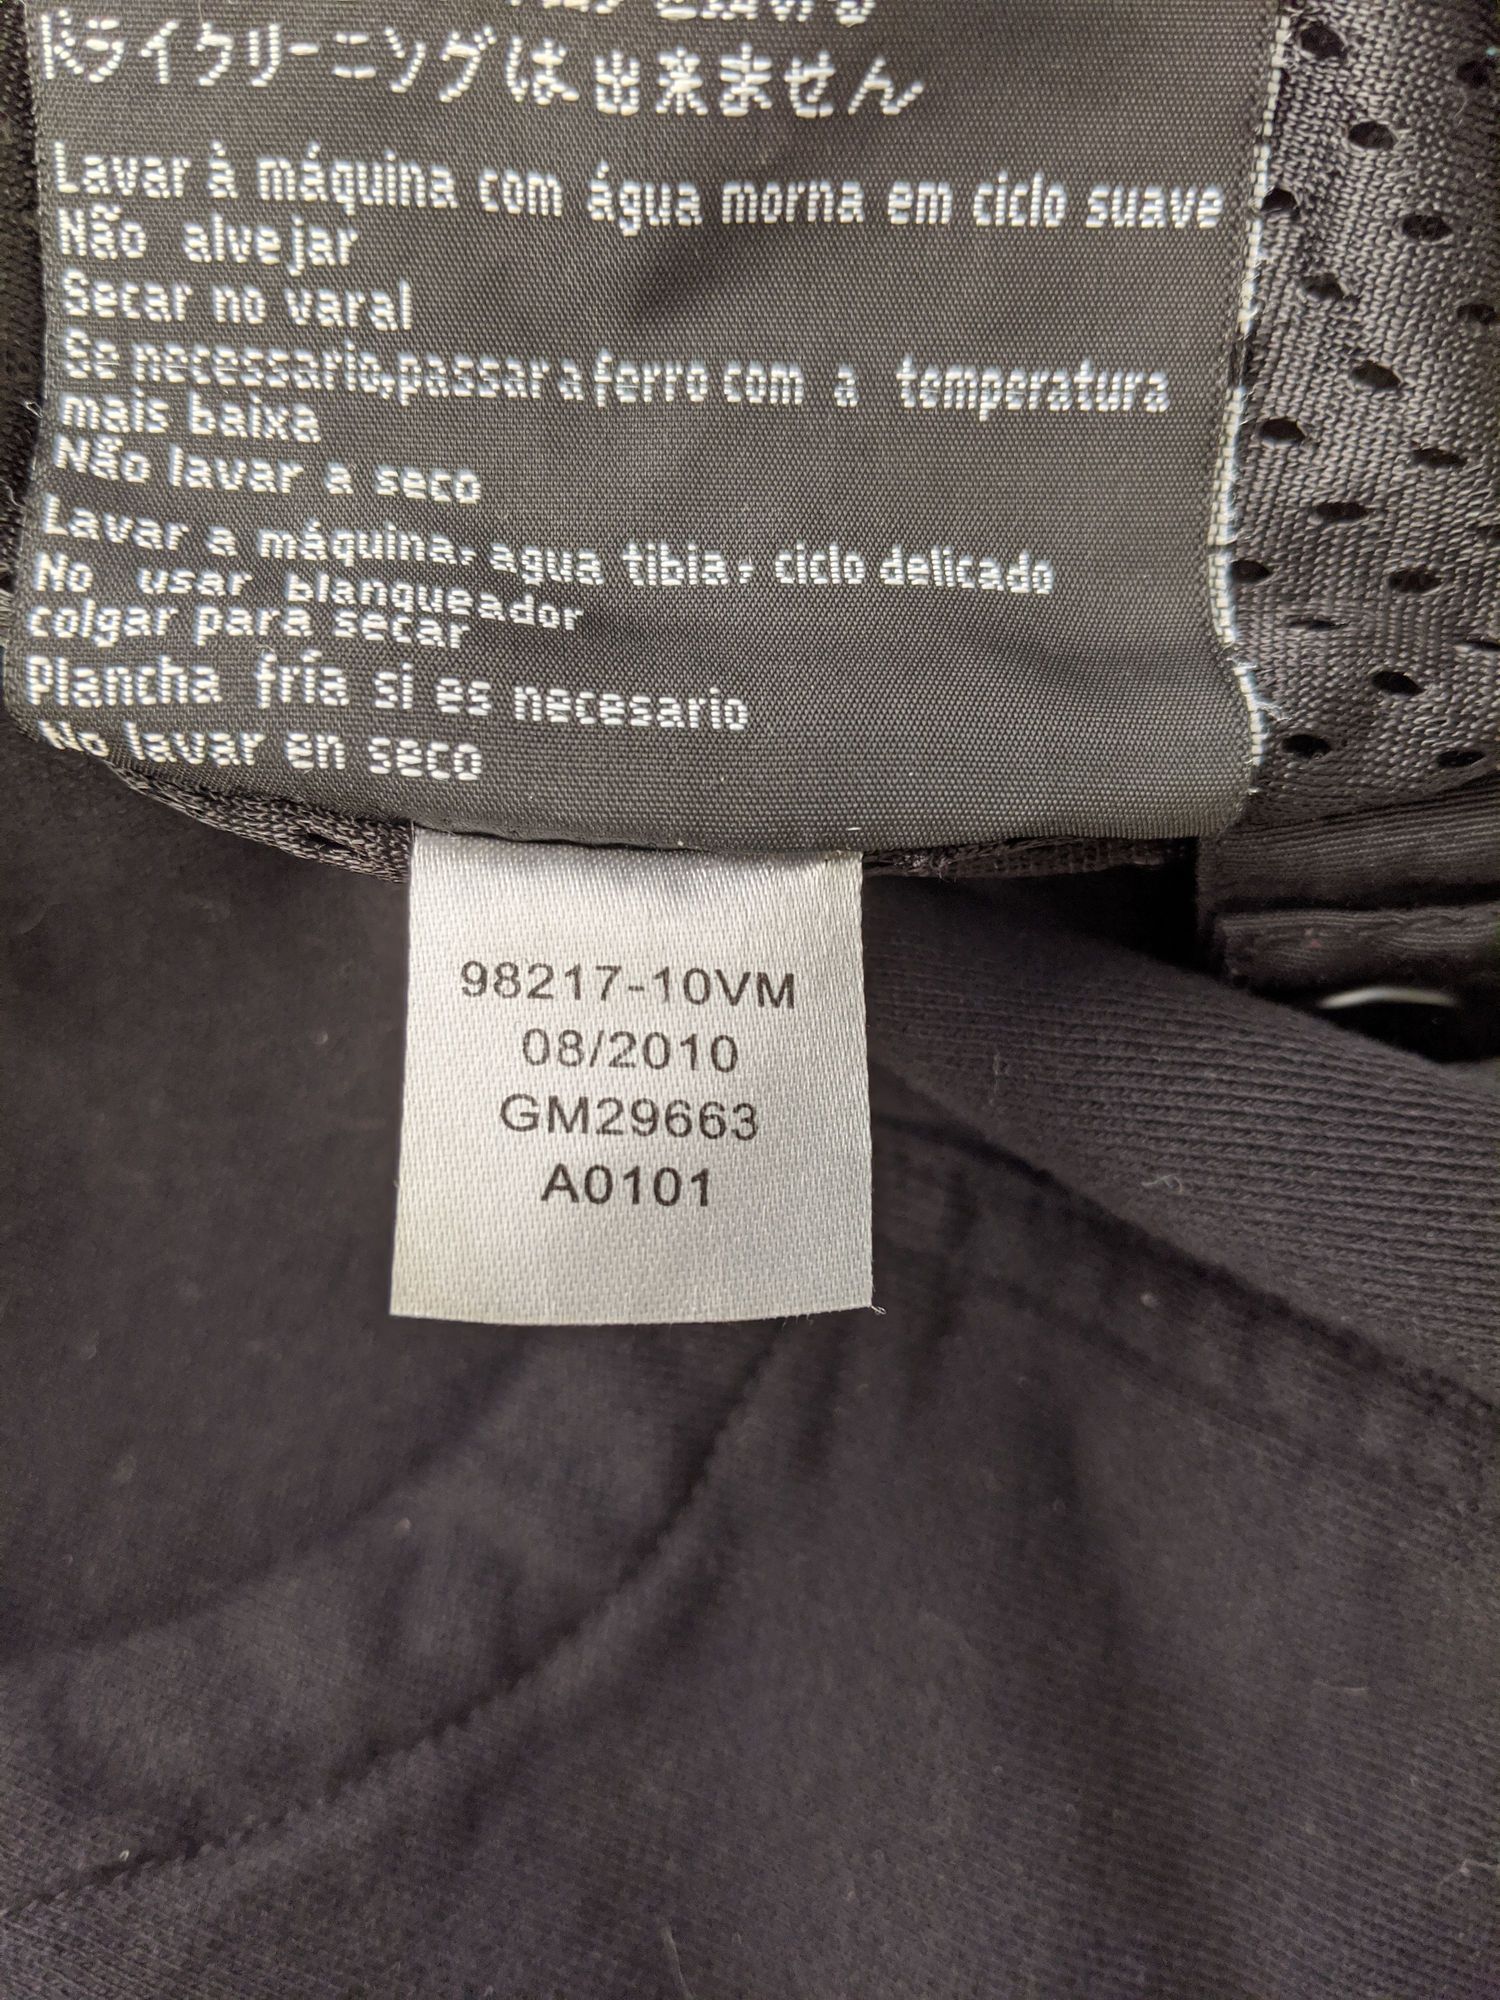 ドライクリーニングは出来ません
Lavar à máquina com água morna em ciclo suave
Não alvejar
Secar no varal
Se necessario,passar a ferro com a temperatura
mais baixa
Não lavar a seco
Lavar a máquina, agua tibia, ciclo delicado
No usar blanqueador
colgar para secar
Plancha fría si es necesario
No lavar en seco
98217-10VM
08/2010
GM29663
A0101